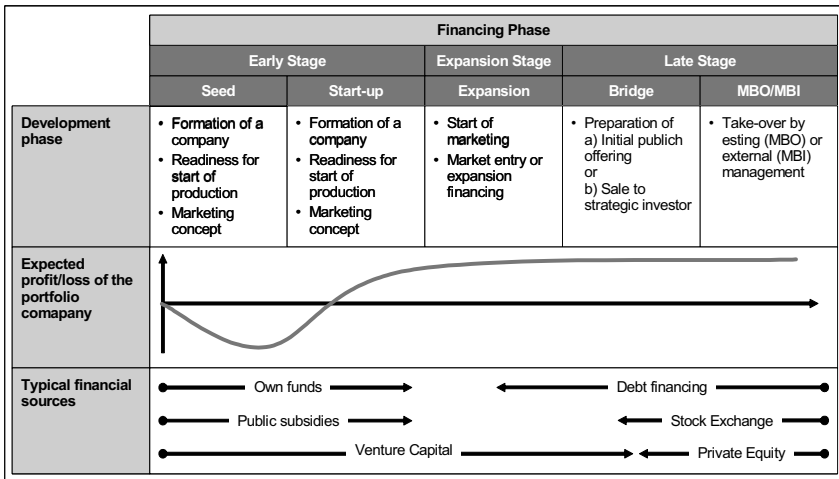 Financing Phase
Early Stage
Expansion Stage
Late Stage
Seed
Start-up
Expansion
Bridge
MBO/MBI
Development
phase
• Formation of a
company
• Readiness for
start of
production
• Marketing
concept
• Formation of a
company
• Readiness for
start of
production
• Marketing
concept
• Start of
marketing
• Market entry or
expansion
financing
• Preparation of
a) Initial publich
offering
or
b) Sale to
strategic investor
• Take-over by
esting (MBO) or
external (MBI)
management
Expected
profit/loss of the
portfolio
comapany
Typical financial
sources
Own funds
Debt financing
Public subsidies
Stock Exchange
Venture Capital
Private Equity